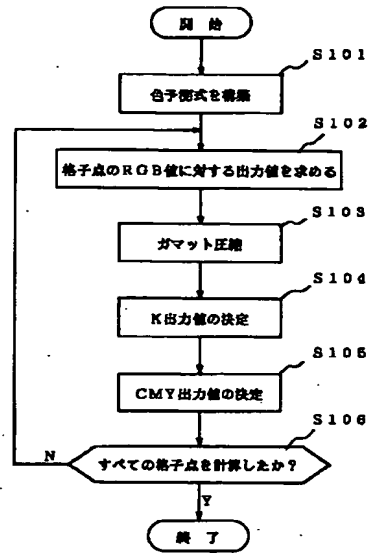 開始
S101
色予測式を構築
S102
格子点のRGB値に対する出力値を求める
S103
ガマット圧縮
S104
K出力値の決定
S105
CMY出力値の決定
S106
すべての格子点を計算したか?
N
Y
終了